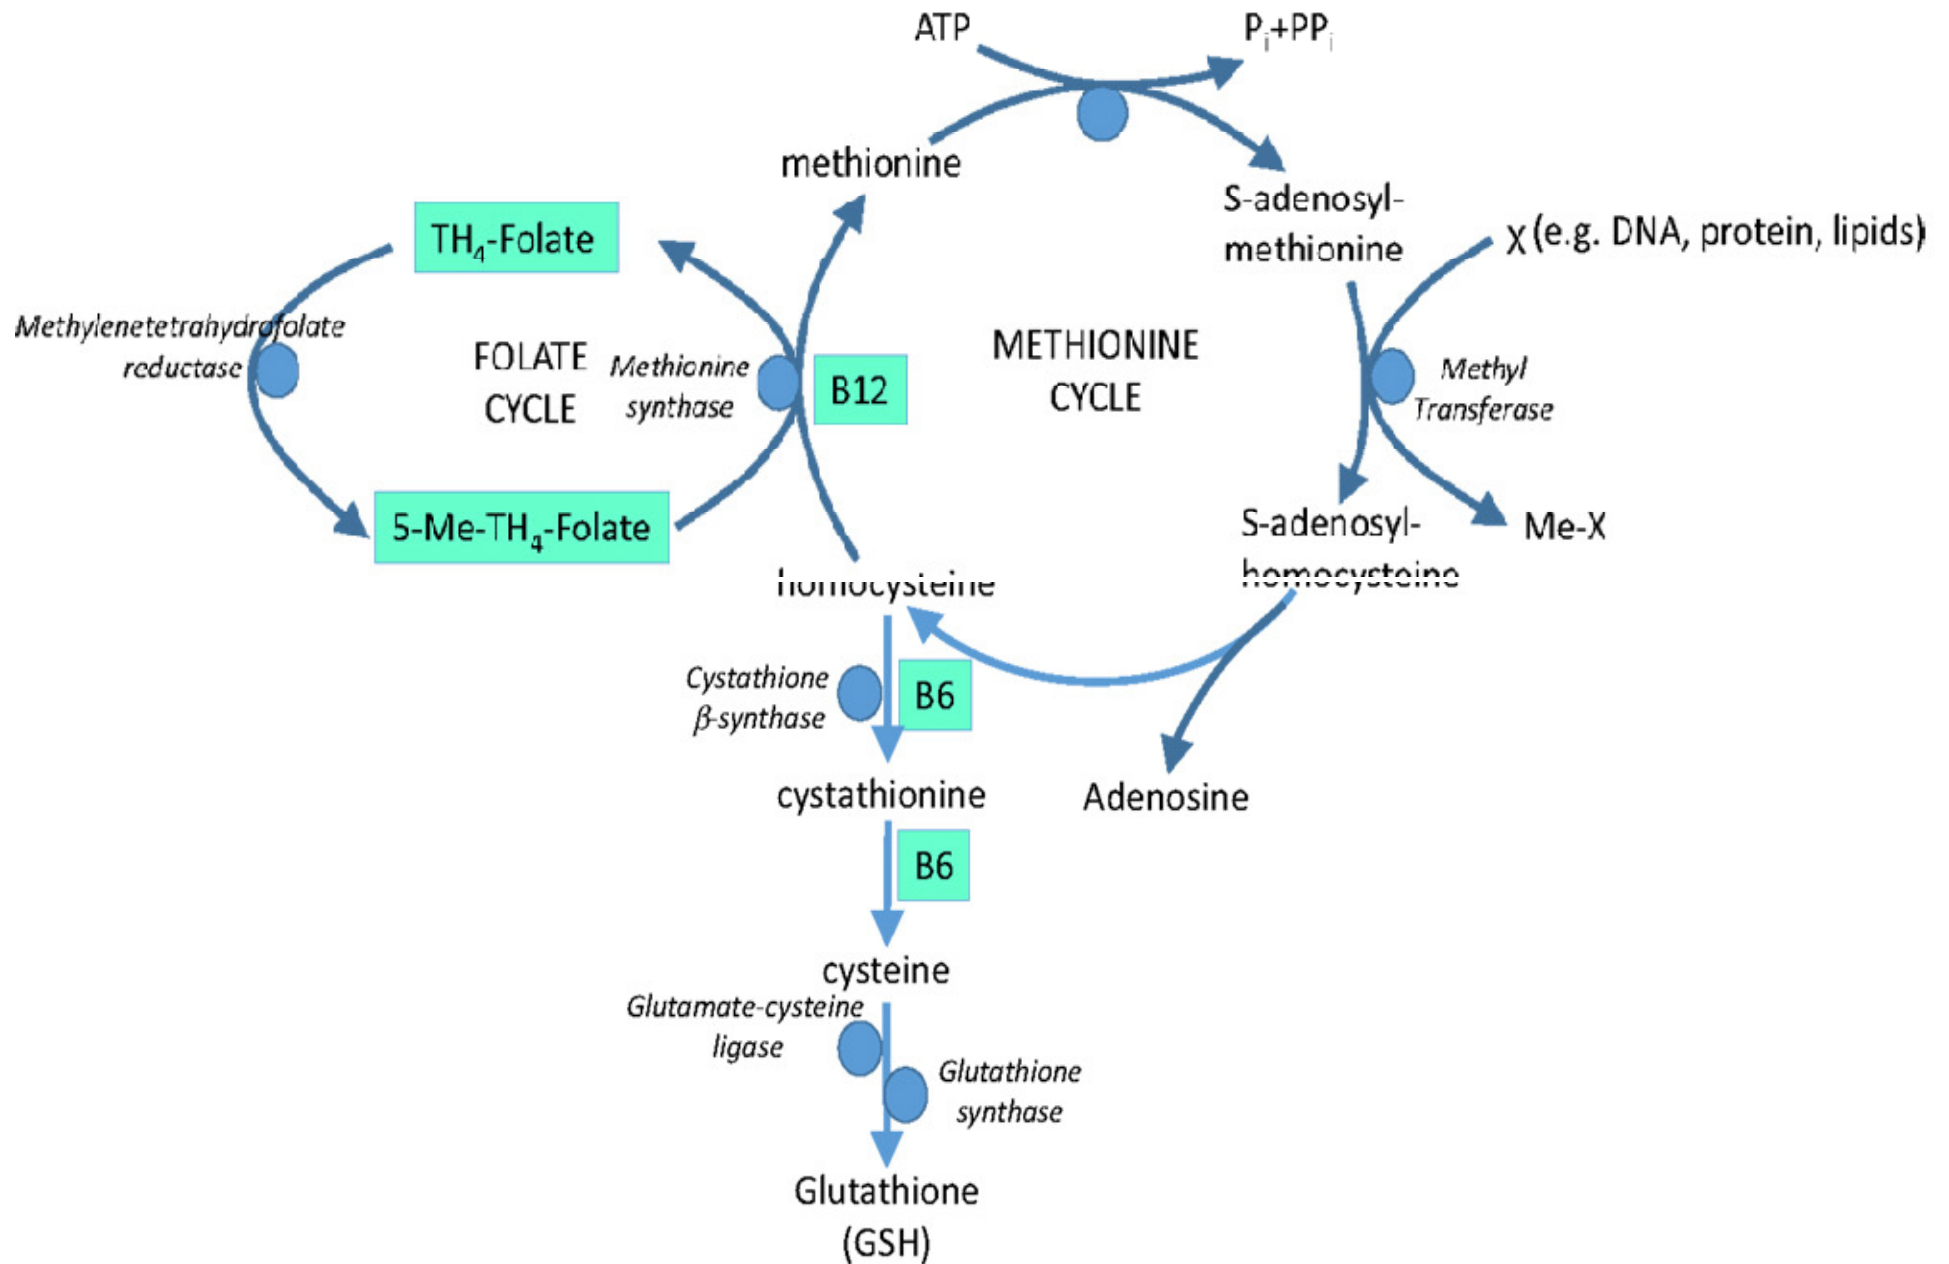 ATP
Pi+PPi
methionine
S-adenosyl-
methionine
χ (e.g. DNA, protein, lipids)
TH4-Folate
Methylenetetrahydrofolate
reductase
FOLATE
CYCLE
Methionine
synthase
B12
METHIONINE
CYCLE
Methyl
Transferase
5-Me-TH4-Folate
S-adenosyl-
homocysteine
Me-X
homocysteine
Cystathione
β-synthase
B6
cystathionine
Adenosine
B6
cysteine
Glutamate-cysteine
ligase
Glutathione
synthase
Glutathione
(GSH)